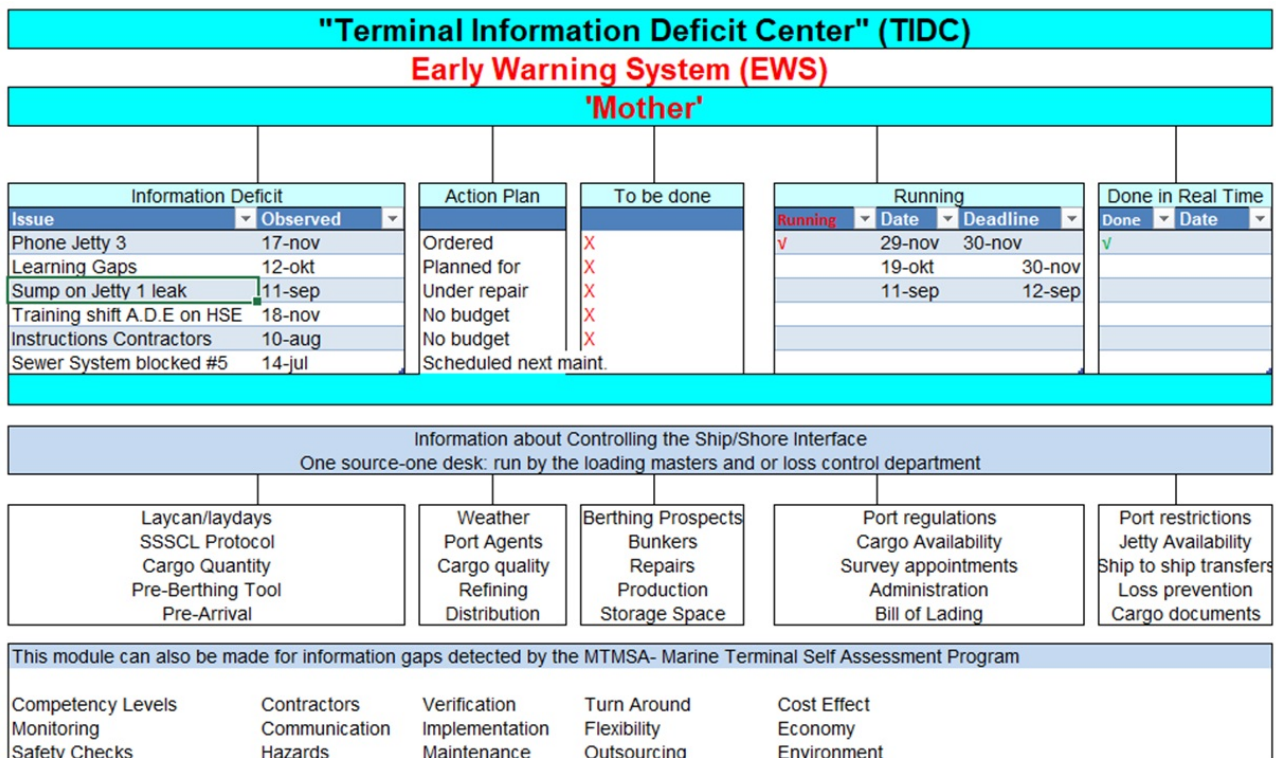 "Terminal Information Deficit Center" (TIDC)
Early Warning System (EWS)
'Mother'
Information Deficit Action Plan To be done Running Done in Real Time
Issue Observed Running Date Deadline Done Date
Phone Jetty 3 17-nov Ordered X √ 29-nov 30-nov √
Learning Gaps 12-okt Planned for X 19-okt 30-nov
Sump on Jetty 1 leak 11-sep Under repair X 11-sep 12-sep
Training shift A.D.E on HSE 18-nov No budget X
Instructions Contractors 10-aug No budget X
Sewer System blocked #5 14-jul Scheduled next maint.
Information about Controlling the Ship/Shore Interface
One source-one desk: run by the loading masters and or loss control department
Laycan/laydays Weather Berthing Prospects Port regulations Port restrictions
SSSCL Protocol Port Agents Bunkers Cargo Availability Jetty Availability
Cargo Quantity Cargo quality Repairs Survey appointments Ship to ship transfers
Pre-Berthing Tool Refining Production Administration Loss prevention
Pre-Arrival Distribution Storage Space Bill of Lading Cargo documents
This module can also be made for information gaps detected by the MTMSA- Marine Terminal Self Assessment Program
Competency Levels Contractors Verification Turn Around Cost Effect
Monitoring Communication Implementation Flexibility Economy
Safety Checks Hazards Maintenance Outsourcing Environment